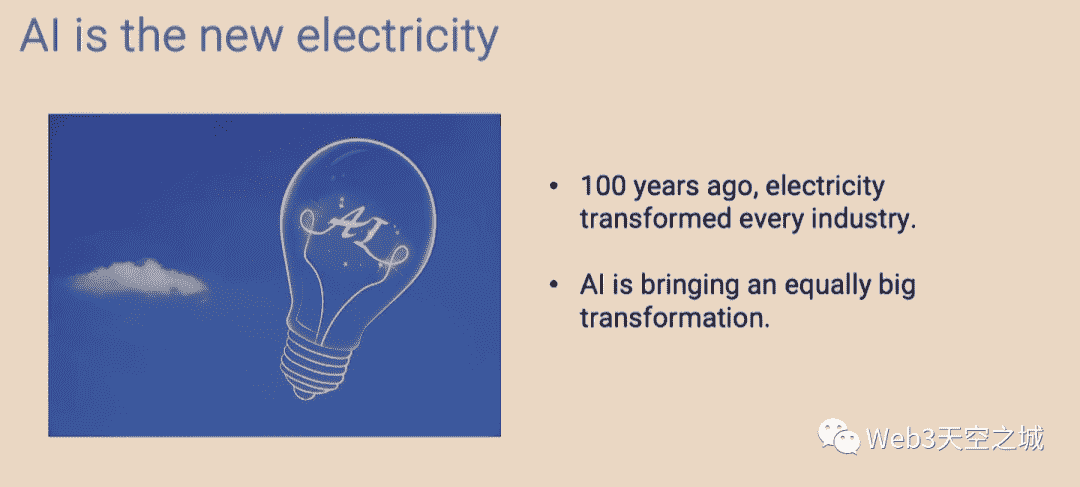 AI is the new electricity
AI
• 100 years ago, electricity
transformed every industry.
• AI is bringing an equally big
transformation.
Web3天空之城